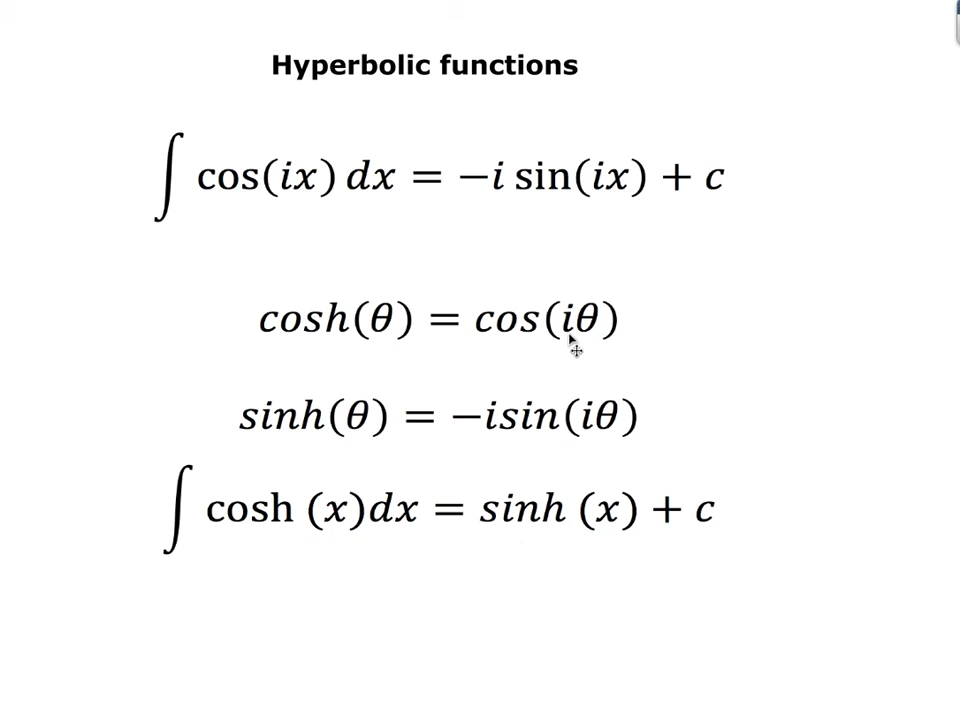 Hyperbolic functions
∫ cos(ix) dx = −i sin(ix) + c
cosh(θ) = cos(iθ)
sinh(θ) = −isin(iθ)
∫ cosh (x)dx = sinh (x) + c